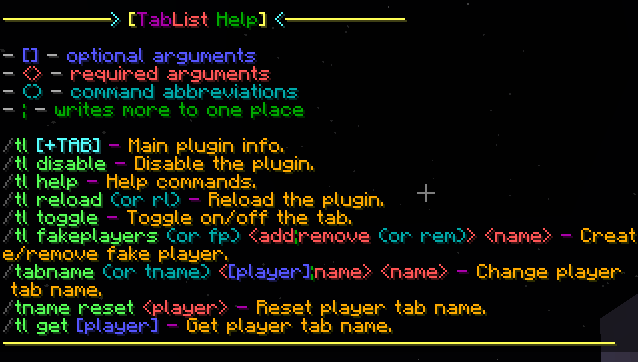 > [TabList Help] <
- [] - optional arguments
- <> - required arguments
- () - command abbreviations
- ; - writes more to one place
/tl [+TAB] - Main plugin info.
/tl disable - Disable the plugin.
/tl help - Help commands.
/tl reload (or rl) - Reload the plugin.
/tl toggle - Toggle on/off the tab.
/tl fakeplayers (or fp) <add;remove (or rem)> <name> - Creat
e/remove fake player.
/tabname (or tname) <[player];name> <name> - Change player
tab name.
/tname reset <player> - Reset player tab name.
/tl get [player] - Get player tab name.